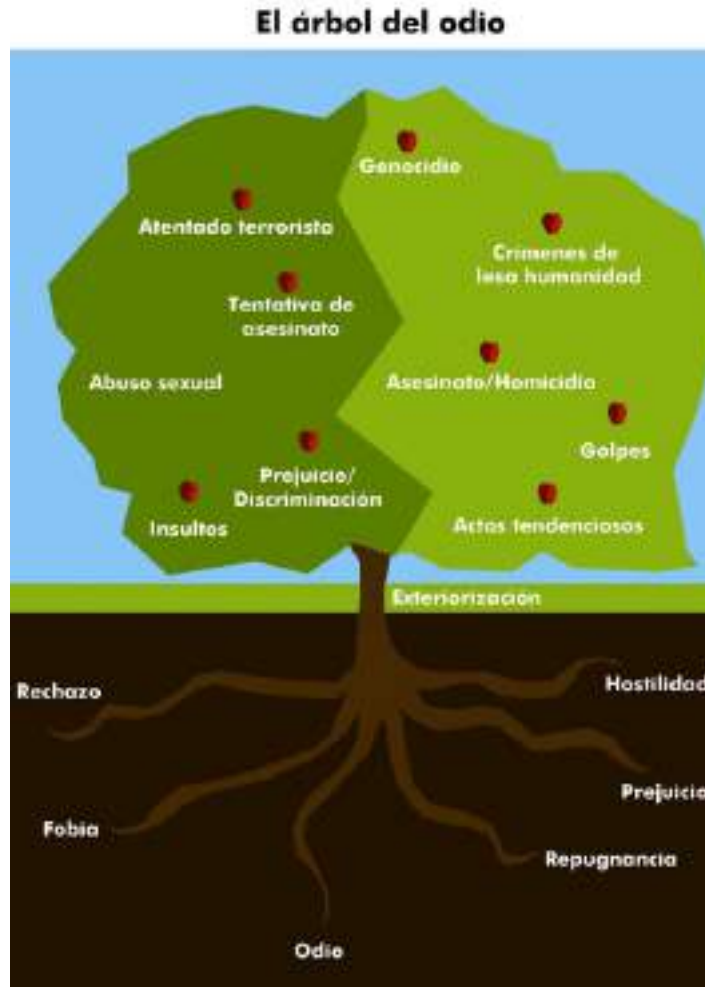 El árbol del odio
Genocidio
Atentado terrorista
Crímenes de
lesa humanidad
Tentativa de
asesinato
Abuso sexual
Asesinato/Homicidio
Golpes
Prejuicio/
Discriminación
Insultos
Actos tendenciosos
Exteriorización
Rechazo
Hostilidad
Prejuicio
Fobia
Repugnancia
Odio